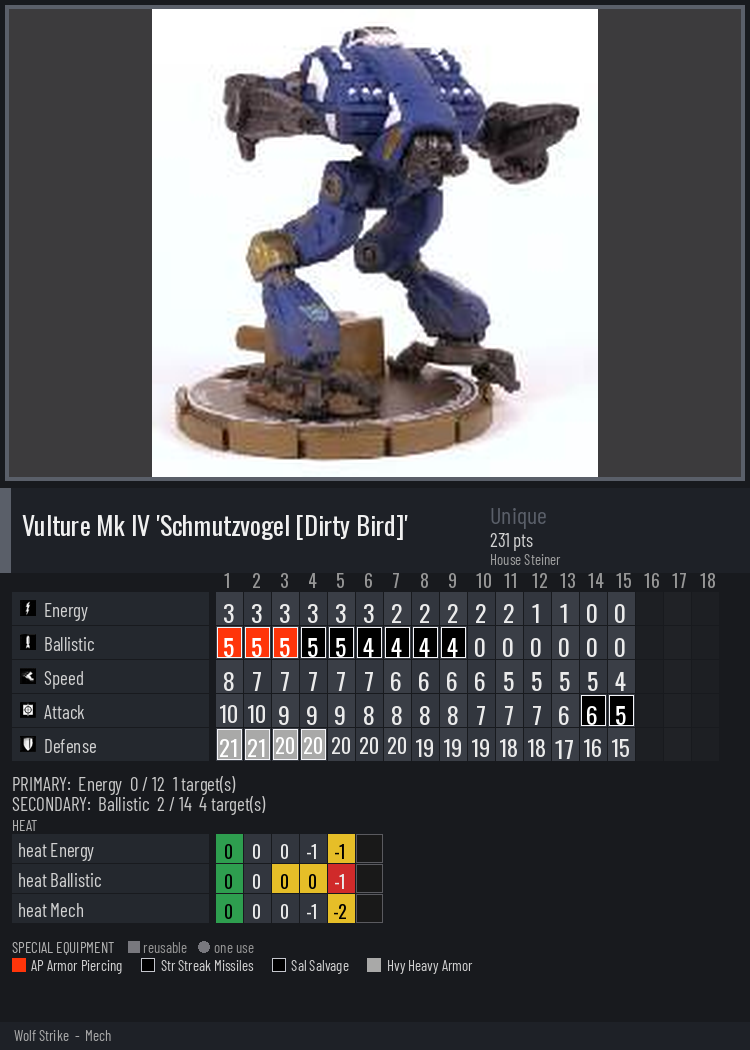 Vulture Mk IV 'Schmutzvogel [Dirty Bird]'
Unique
231 pts
House Steiner
1 2 3 4 5 6 7 8 9 10 11 12 13 14 15 16 17 18
Energy 3 3 3 3 3 3 2 2 2 2 2 1 1 0 0
Ballistic 5 5 5 5 5 4 4 4 4 0 0 0 0 0 0
Speed 8 7 7 7 7 7 6 6 6 6 5 5 5 5 4
Attack 10 10 9 9 9 8 8 8 8 7 7 7 6 6 5
Defense 21 21 20 20 20 20 20 19 19 19 18 18 17 16 15
PRIMARY: Energy 0 / 12 1 target(s)
SECONDARY: Ballistic 2 / 14 4 target(s)
HEAT
heat Energy 0 0 0 -1 -1
heat Ballistic 0 0 0 0 -1
heat Mech 0 0 0 -1 -2
SPECIAL EQUIPMENT reusable one use
AP Armor Piercing Str Streak Missiles Sal Salvage Hvy Heavy Armor
Wolf Strike - Mech